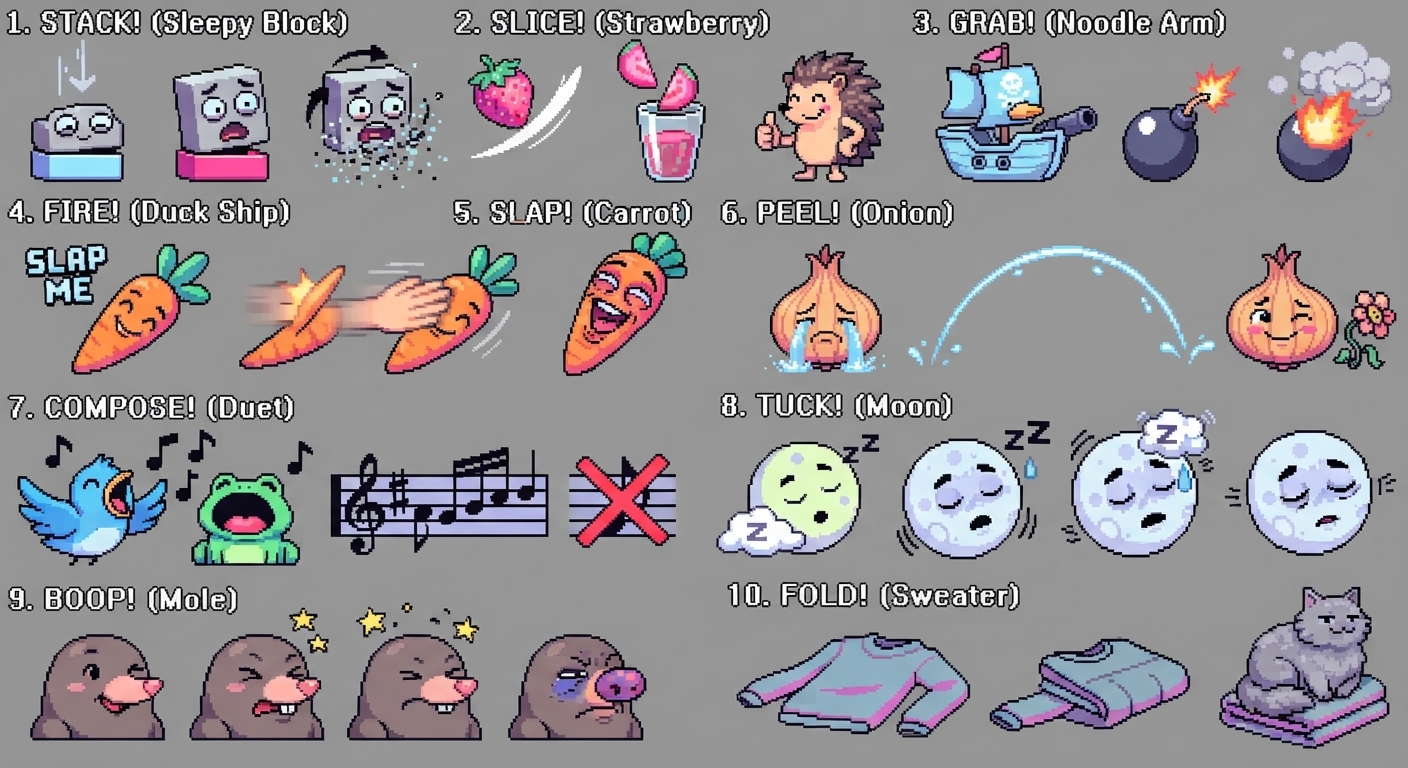 1. STACK! (Sleepy Block)
2. SLICE! (Strawberry)
3. GRAB! (Noodle Arm)
4. FIRE! (Duck Ship)
5. SLAP! (Carrot)
6. PEEL! (Onion)
SLAP
ME
7. COMPOSE! (Duet)
8. TUCK! (Moon)
Z Z
Z
Z Z
Z
9. BOOP! (Mole)
10. FOLD! (Sweater)